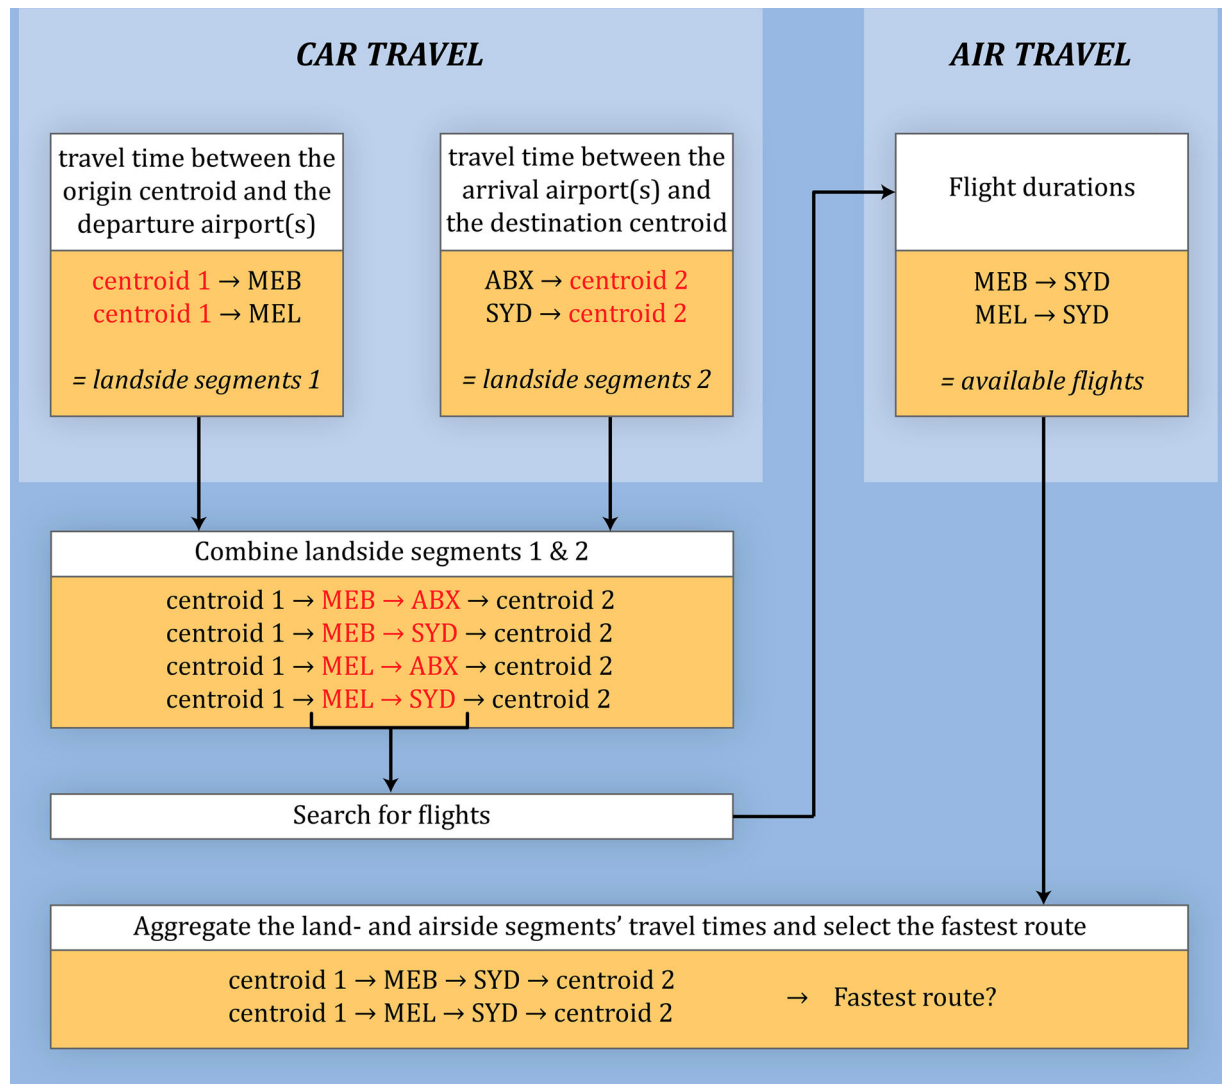 CAR TRAVEL
travel time between the
origin centroid and the
departure airport(s)
centroid 1 → MEB
centroid 1 → MEL
= landside segments 1
travel time between the
arrival airport(s) and
the destination centroid
ABX → centroid 2
SYD → centroid 2
= landside segments 2
AIR TRAVEL
Flight durations
MEB → SYD
MEL → SYD
= available flights
Combine landside segments 1 & 2
centroid 1 → MEB → ABX → centroid 2
centroid 1 → MEB → SYD → centroid 2
centroid 1 → MEL → ABX → centroid 2
centroid 1 → MEL → SYD → centroid 2
Search for flights
Aggregate the land- and airside segments’ travel times and select the fastest route
centroid 1 → MEB → SYD → centroid 2
centroid 1 → MEL → SYD → centroid 2
→ Fastest route?